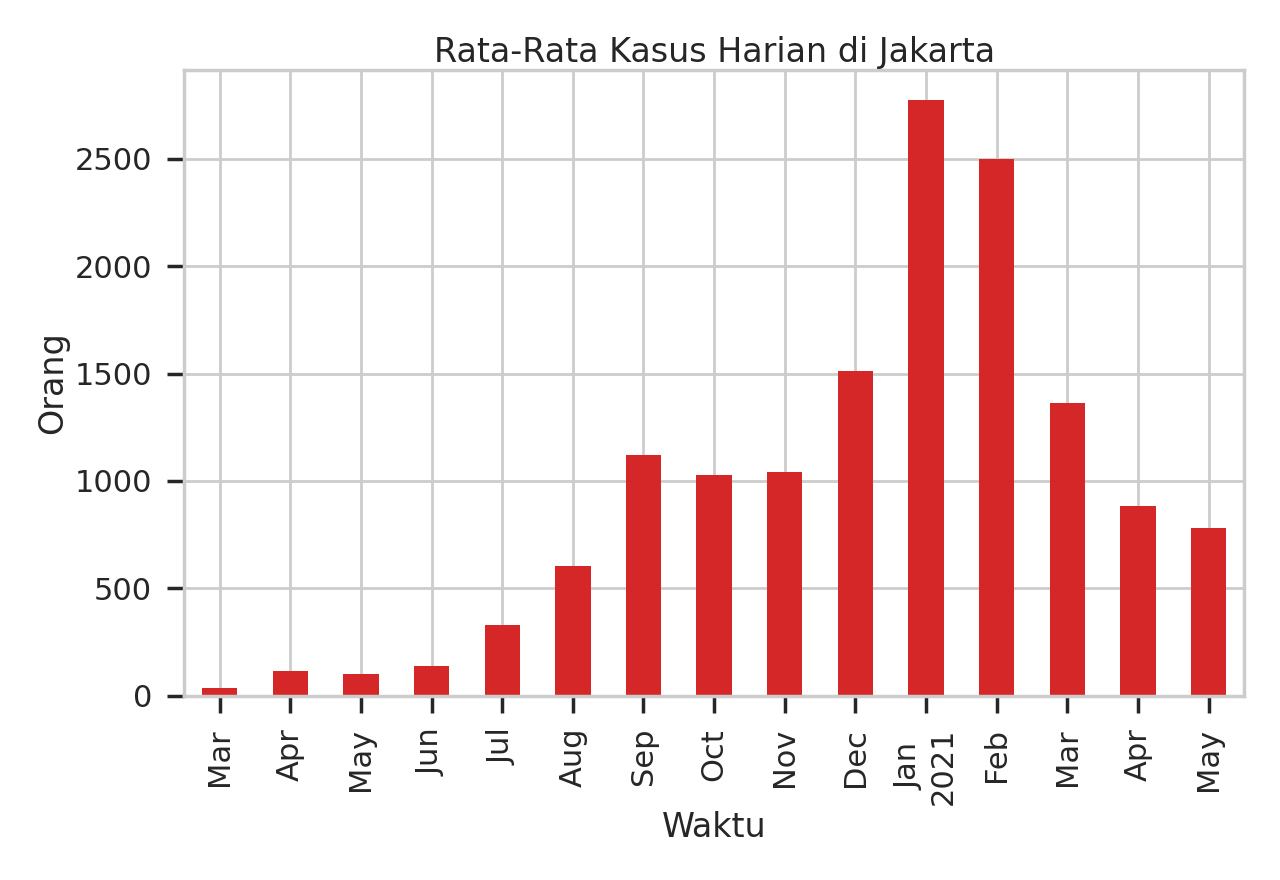 Rata-Rata Kasus Harian di Jakarta
Orang
2500
2000
1500
1000
500
0
Mar
Apr
May
Jun
Jul
Aug
Sep
Oct
Nov
Dec
Jan
2021
Feb
Mar
Apr
May
Waktu